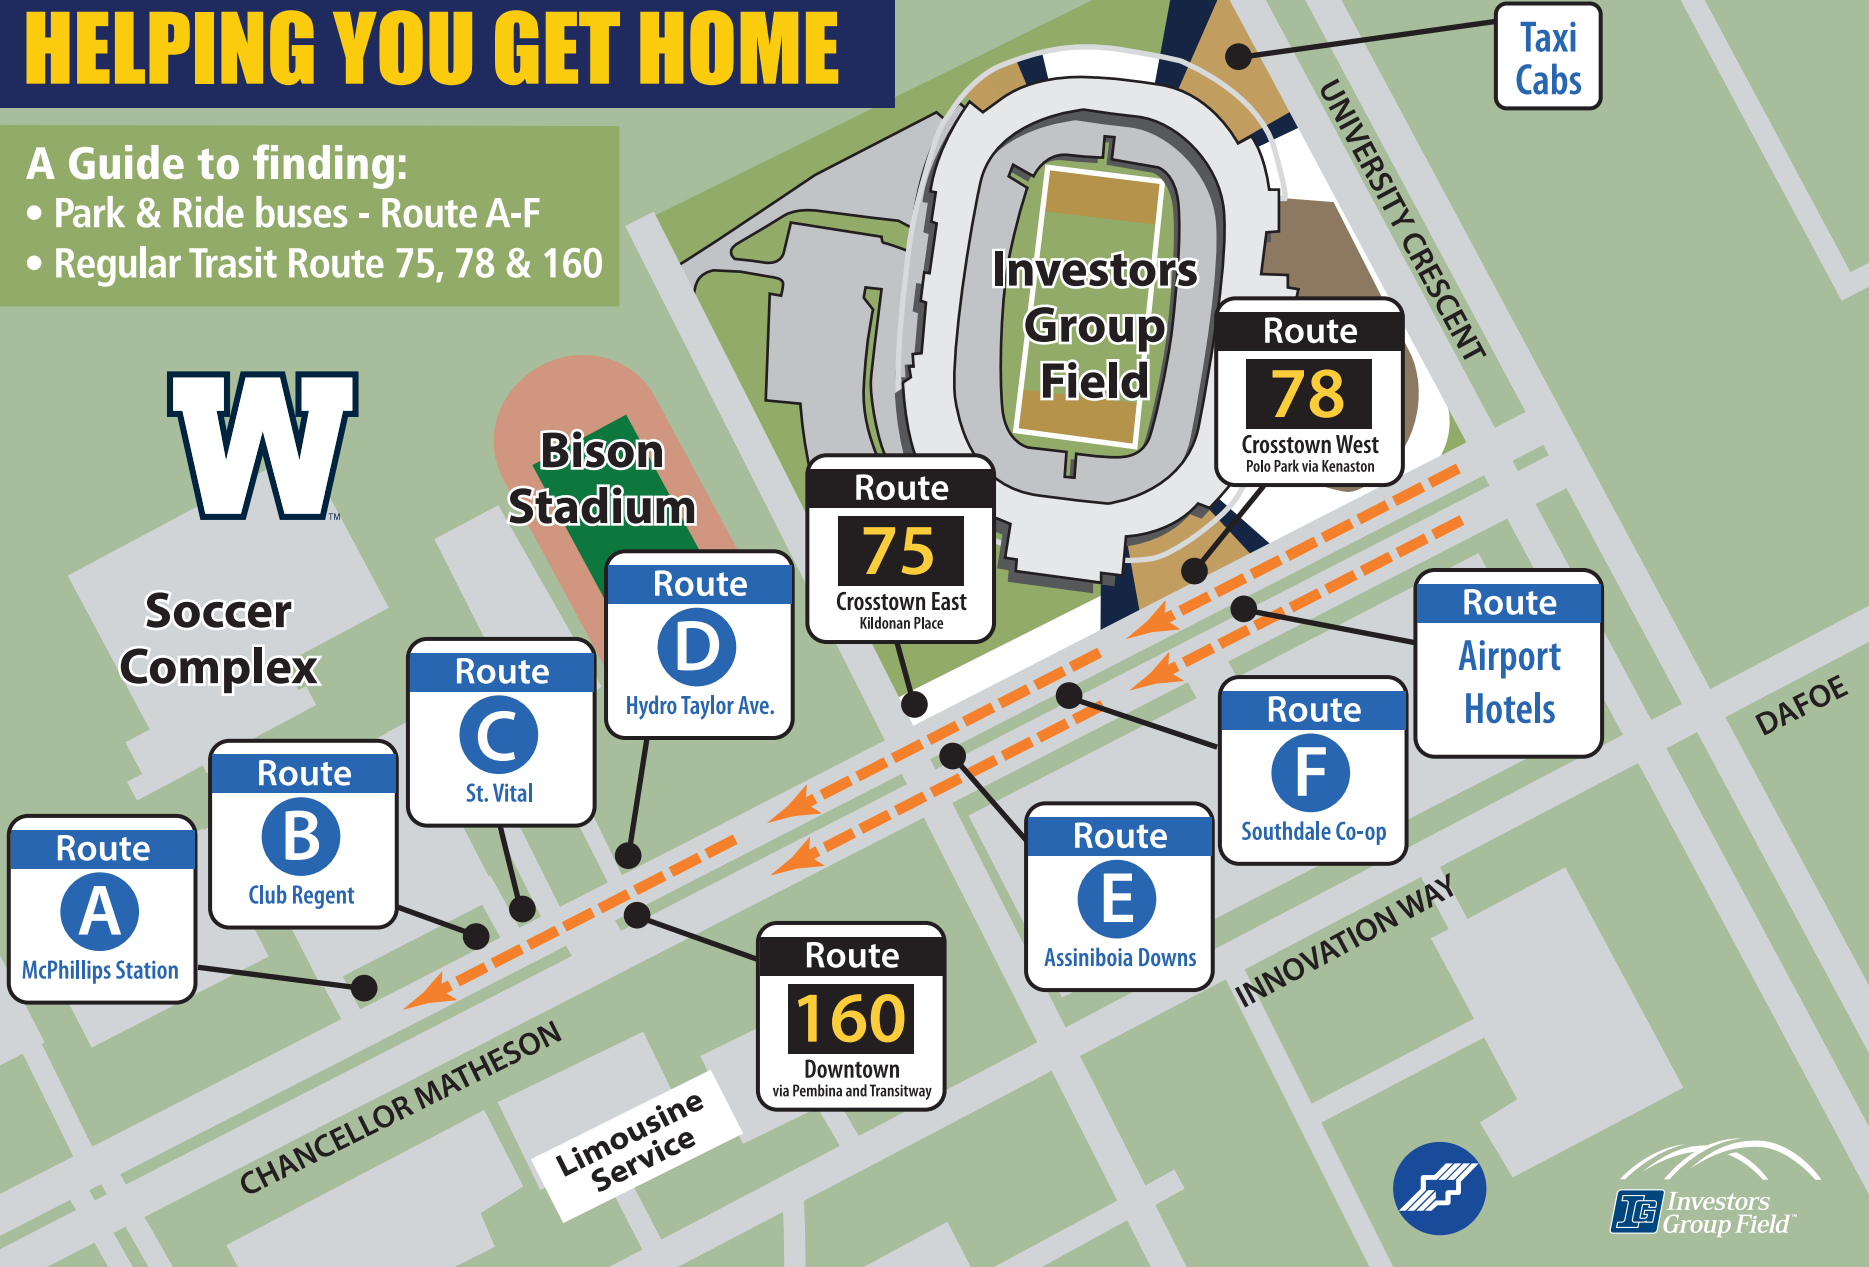 HELPING YOU GET HOME
A Guide to finding:
• Park & Ride buses - Route A-F
• Regular Trasit Route 75, 78 & 160
Taxi
Cabs
UNIVERSITY CRESCENT
Investors
Group
Field
Route
78
Crosstown West
Polo Park via Kenaston
W
TM
Bison
Stadium
Route
75
Crosstown East
Kildonan Place
Soccer
Complex
Route
D
Hydro Taylor Ave.
Route
Airport
Hotels
Route
C
St. Vital
Route
F
Southdale Co-op
DAFOE
Route
B
Club Regent
Route
A
McPhillips Station
Route
E
Assiniboia Downs
INNOVATION WAY
Route
160
Downtown
via Pembina and Transitway
CHANCELLOR MATHESON
Limousine
Service
IG
Investors
Group Field™